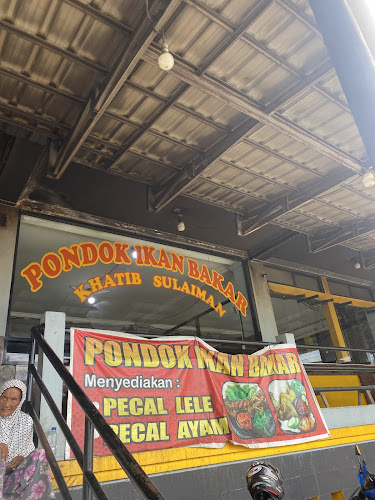 PONDOK IKAN BAKAR
KHATIB SULAIMAN
PONDOK IKAN BAKAR
Menyediakan :
PECAL LELE
PECAL AYAM